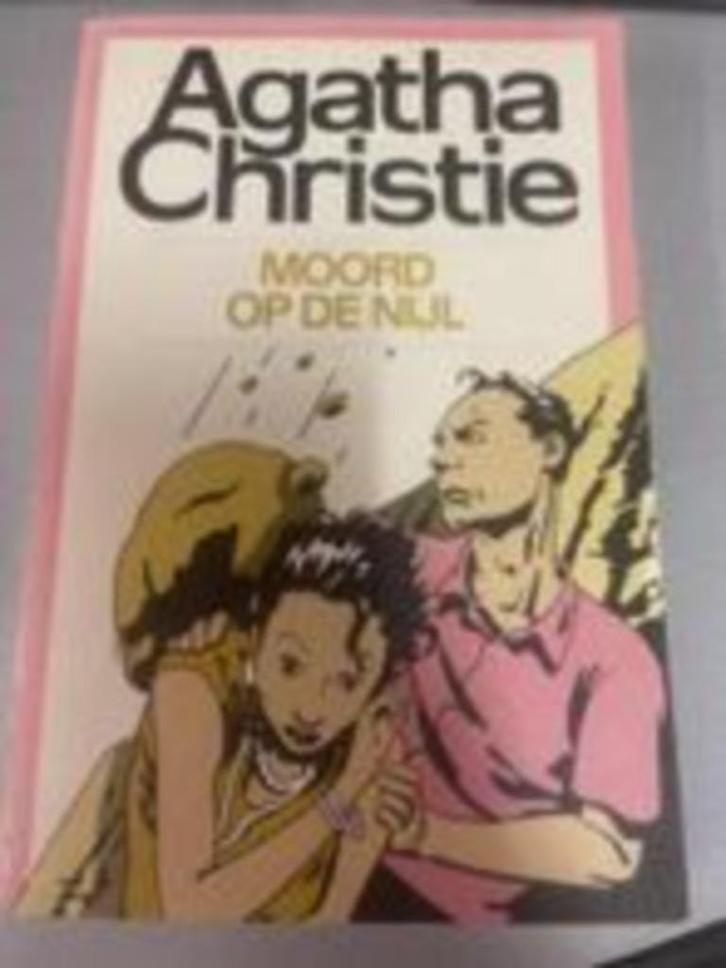 Agatha
Christie
MOORD
OP DE NIJL